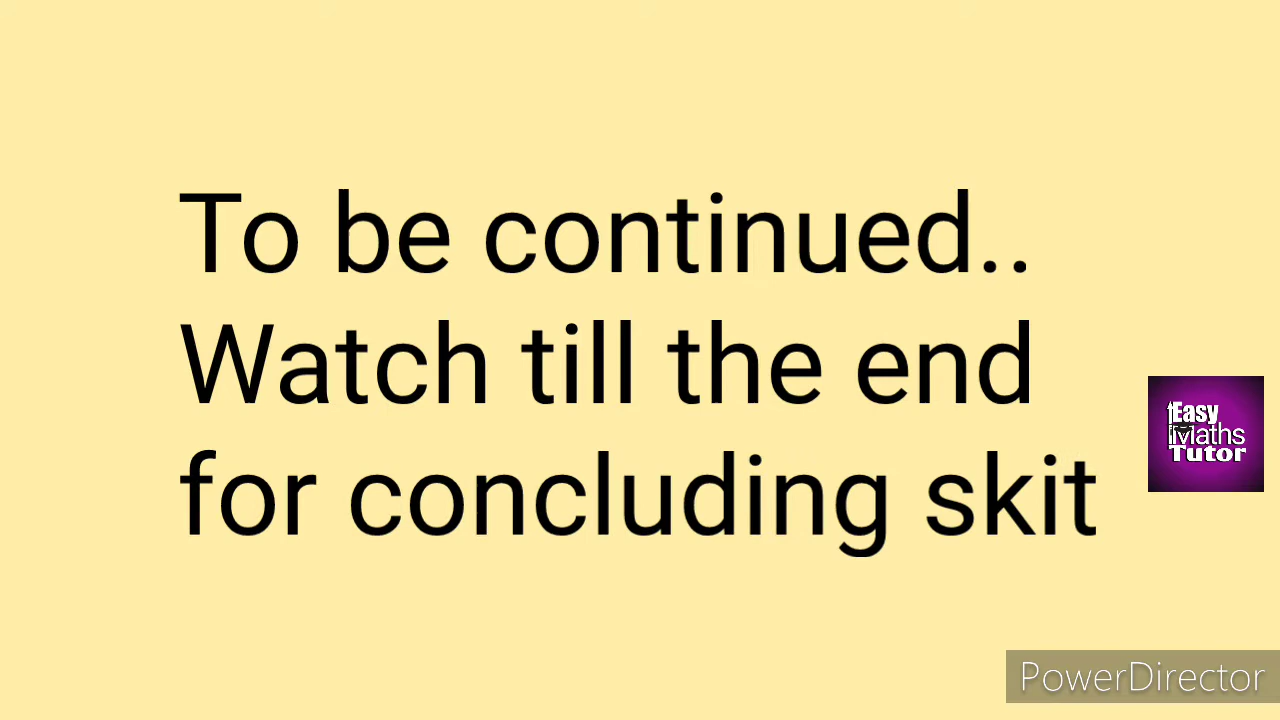 To be continued..
Watch till the end
for concluding skit
Easy
Maths
Tutor
PowerDirector